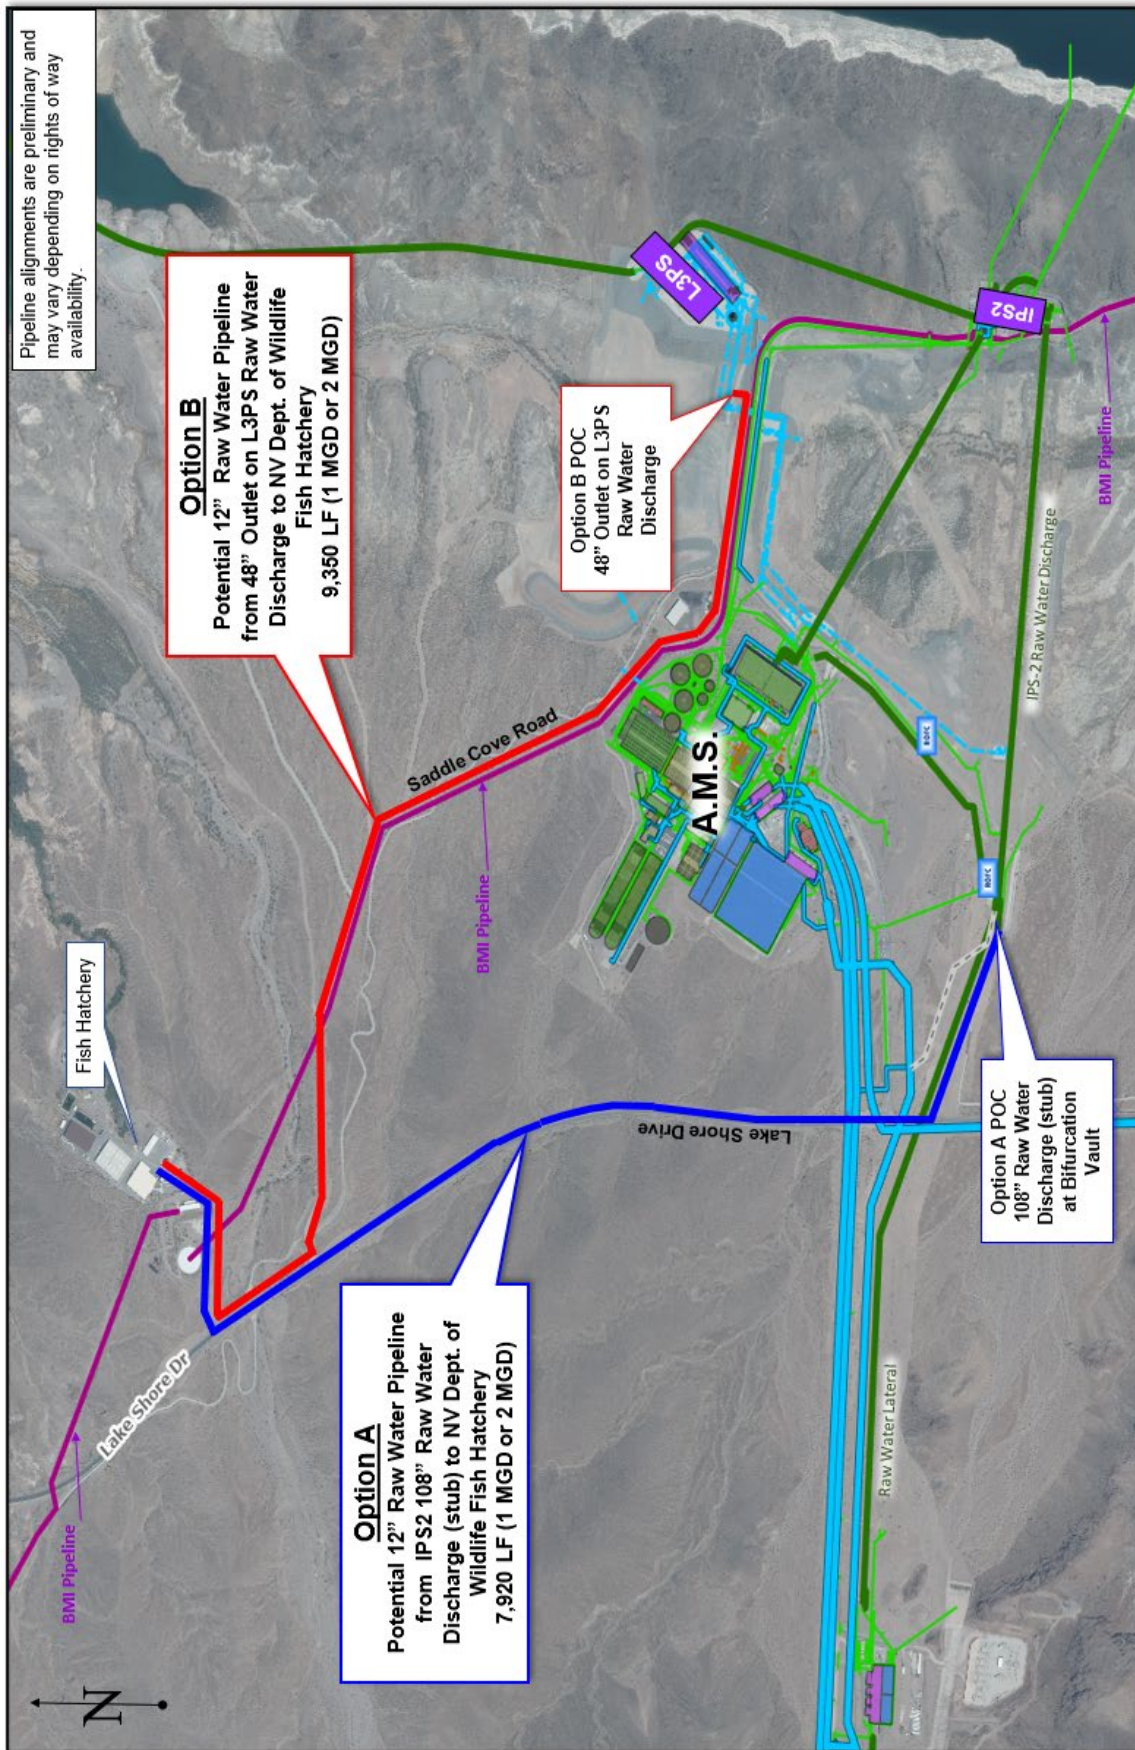 Pipeline alignments are preliminary and
may vary depending on rights of way
availability.
Option B
Potential 12” Raw Water Pipeline
from 48” Outlet on L3PS Raw Water
Discharge to NV Dept. of Wildlife
Fish Hatchery
9,350 LF (1 MGD or 2 MGD)
L3PS
IPS2
Option B POC
48” Outlet on L3PS
Raw Water
Discharge
BMI Pipeline
IPS-2 Raw Water Discharge
Saddle Cove Road
BMI Pipeline
A.M.S.
ROFC
ROFC
Fish Hatchery
Lake Shore Drive
Option A POC
108” Raw Water
Discharge (stub)
at Bifurcation
Vault
Option A
Potential 12” Raw Water Pipeline
from IPS2 108” Raw Water
Discharge (stub) to NV Dept. of
Wildlife Fish Hatchery
7,920 LF (1 MGD or 2 MGD)
Lake Shore Dr
BMI Pipeline
Raw Water Lateral
N